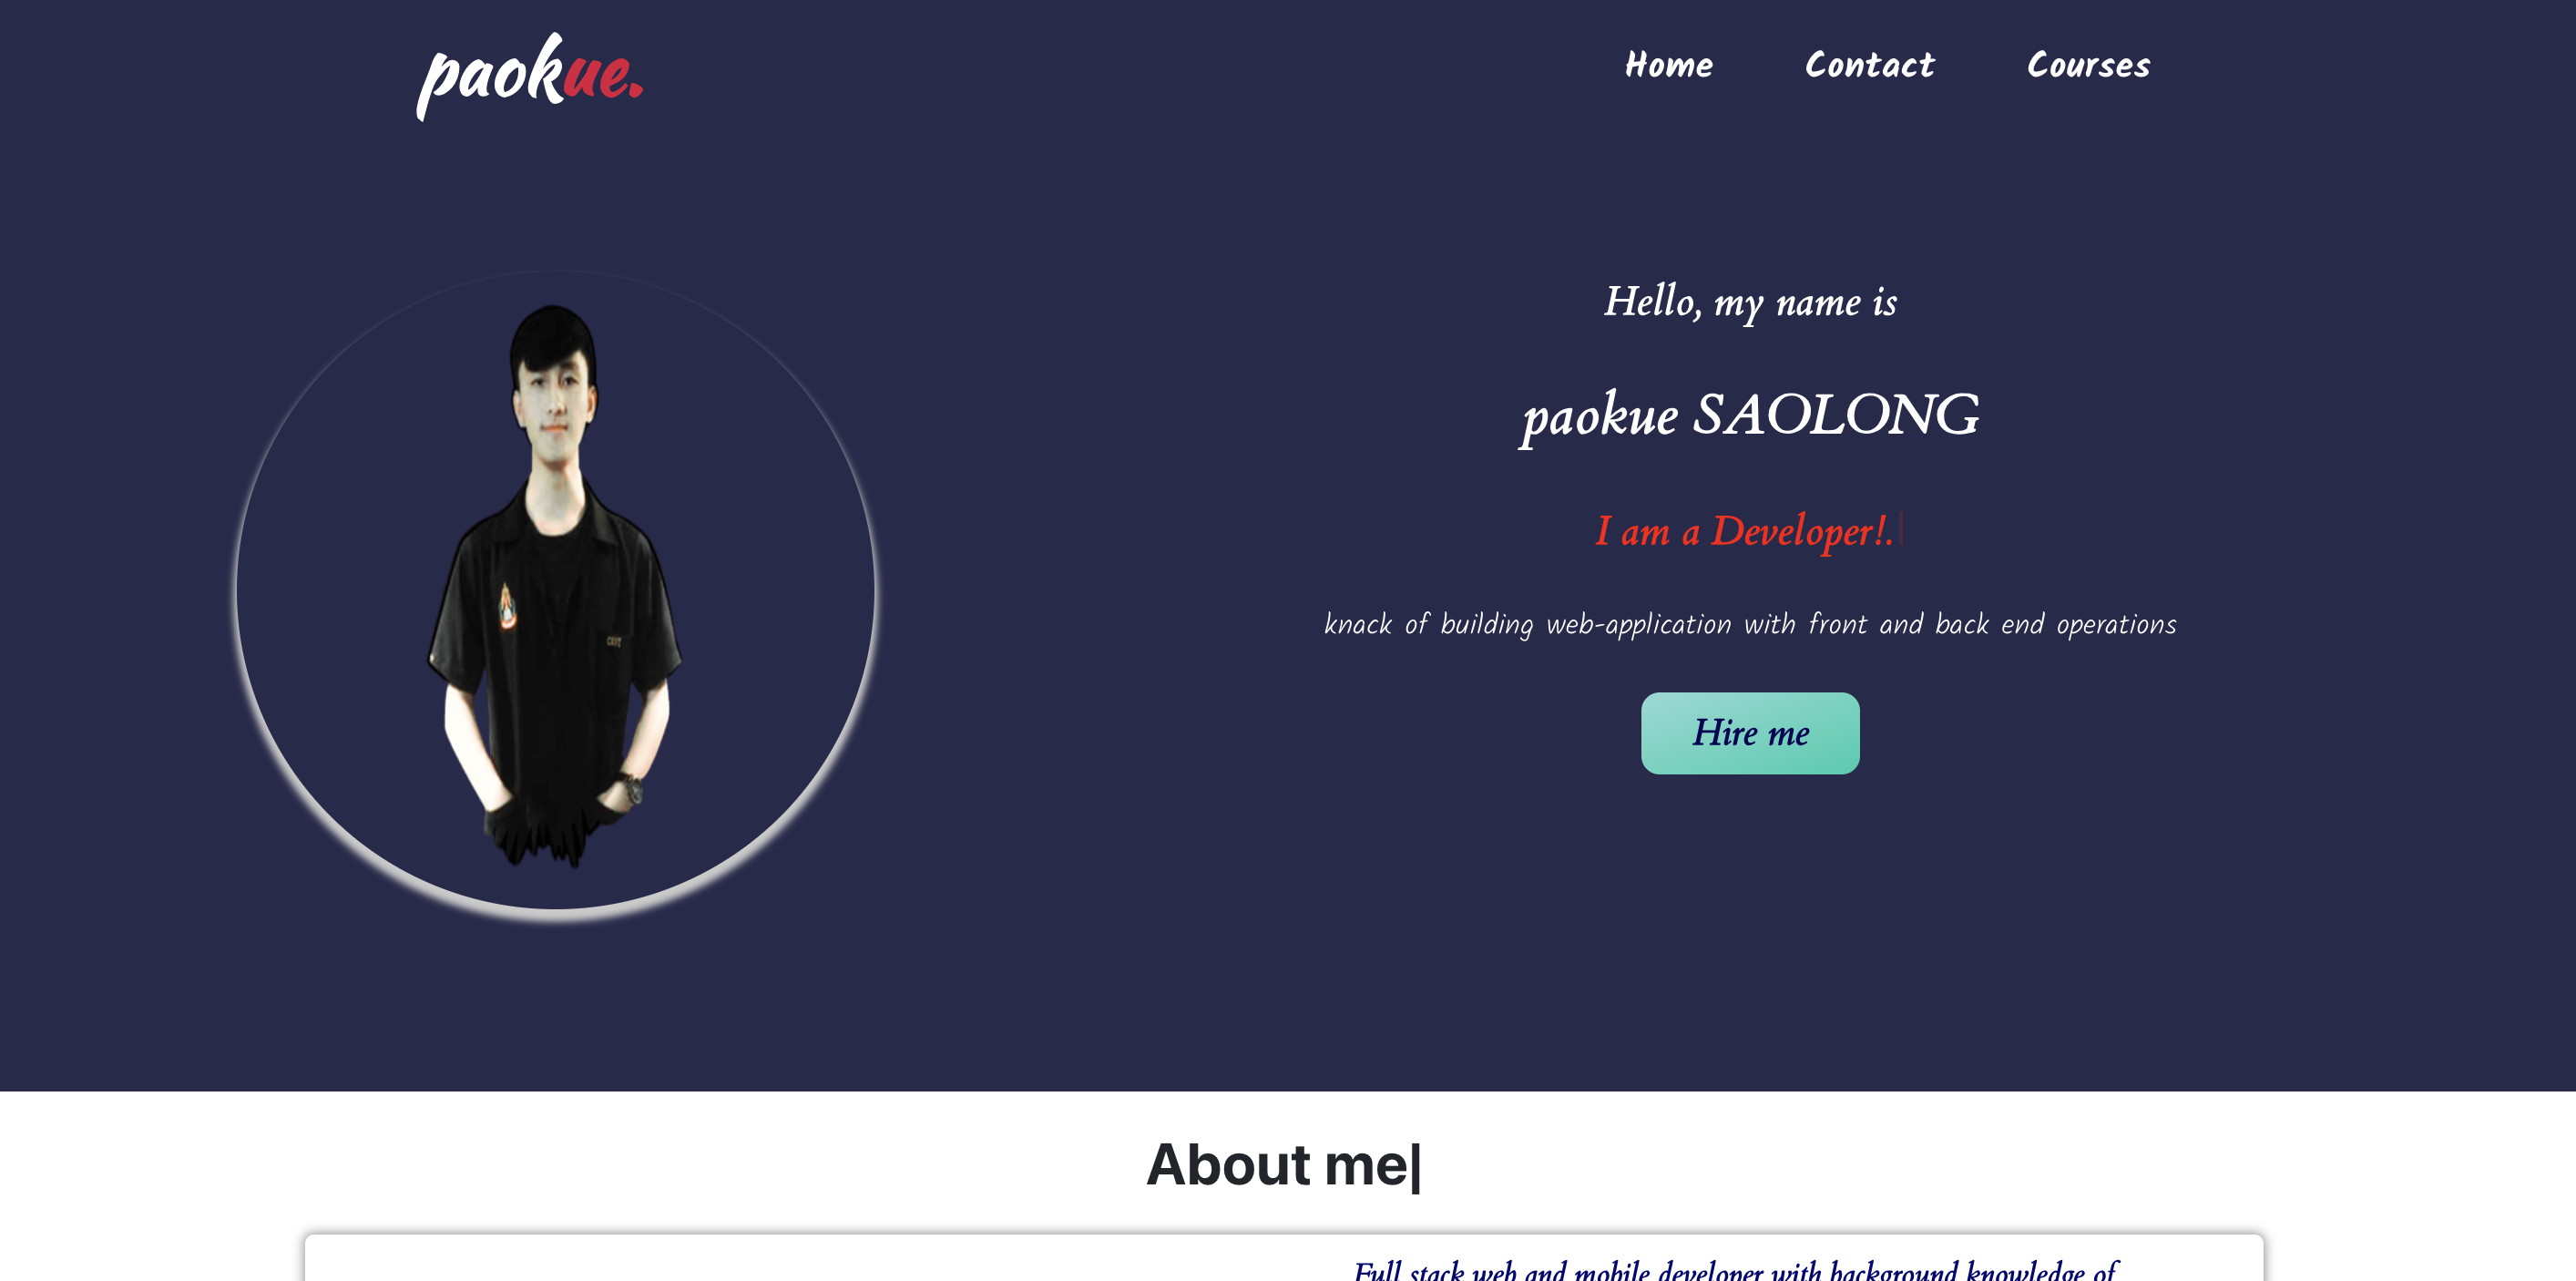 paokue.
Home
Contact
Courses
Hello, my name is
paokue SAOLONG
I am a Developer!.
knack of building web-application with front and back end operations
Hire me
About me|
Full stack web and mobile developer with background knowledge of